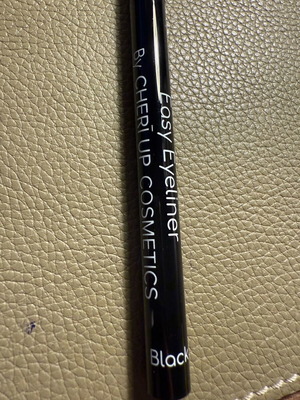 Easy Eyeliner
By CHERI UP COSMETICS
Black